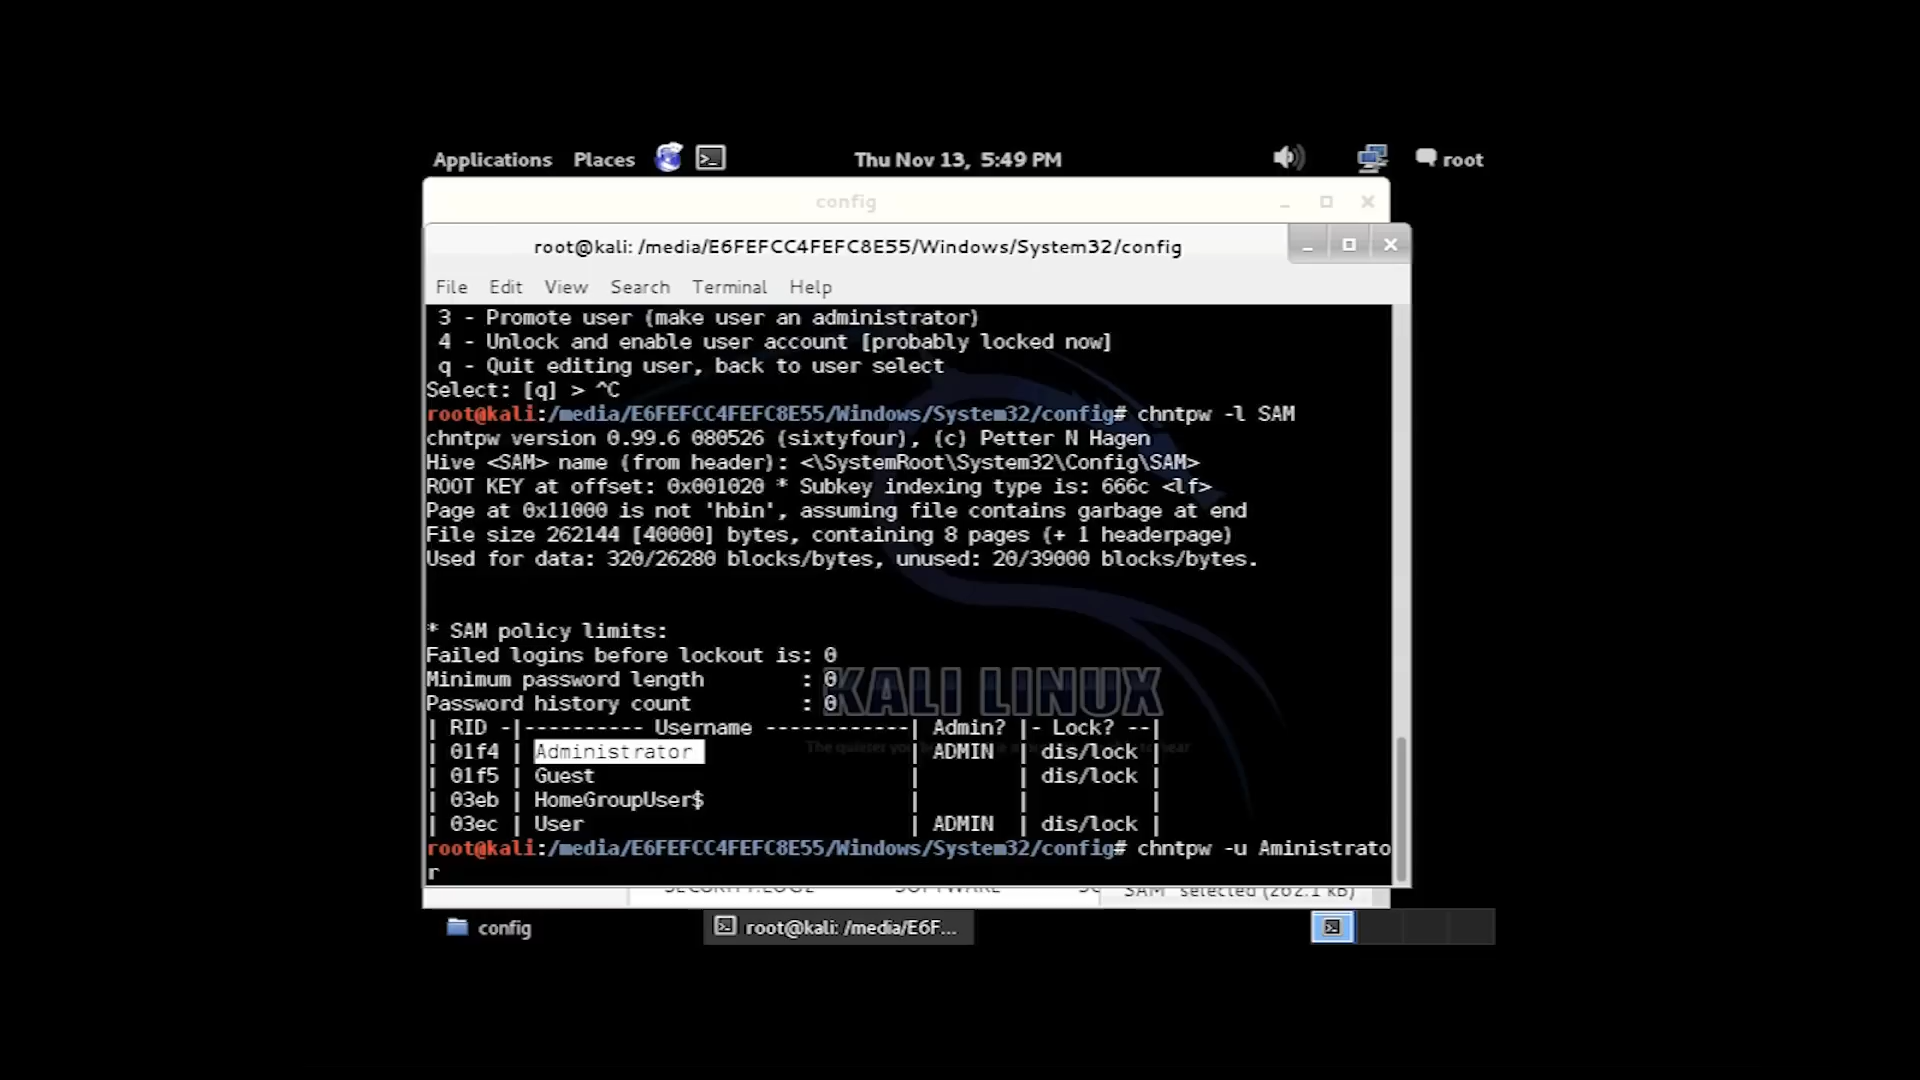 Applications Places Thu Nov 13, 5:49 PM root
config
root@kali: /media/E6FEFCC4FEFC8E55/Windows/System32/config
File Edit View Search Terminal Help
3 - Promote user (make user an administrator)
4 - Unlock and enable user account [probably locked now]
q - Quit editing user, back to user select
Select: [q] > ^C
root@kali:/media/E6FEFCC4FEFC8E55/Windows/System32/config# chntpw -l SAM
chntpw version 0.99.6 080526 (sixtyfour), (c) Petter N Hagen
Hive <SAM> name (from header): <\SystemRoot\System32\Config\SAM>
ROOT KEY at offset: 0x001020 * Subkey indexing type is: 666c <lf>
Page at 0x11000 is not 'hbin', assuming file contains garbage at end
File size 262144 [40000] bytes, containing 8 pages (+ 1 headerpage)
Used for data: 320/26280 blocks/bytes, unused: 20/39000 blocks/bytes.
* SAM policy limits:
Failed logins before lockout is: 0
Minimum password length : 0
Password history count : 0
KALI LINUX
| RID -|---------- Username ------------| Admin? |- Lock? --|
| 01f4 | Administrator | ADMIN | dis/lock |
| 01f5 | Guest | | dis/lock |
| 03eb | HomeGroupUser$ | | |
| 03ec | User | ADMIN | dis/lock |
root@kali:/media/E6FEFCC4FEFC8E55/Windows/System32/config# chntpw -u Aministrato
r
SECURITY.LOG2 SOFTWARE "SAM" selected (262.1 kB)
config root@kali: /media/E6F...